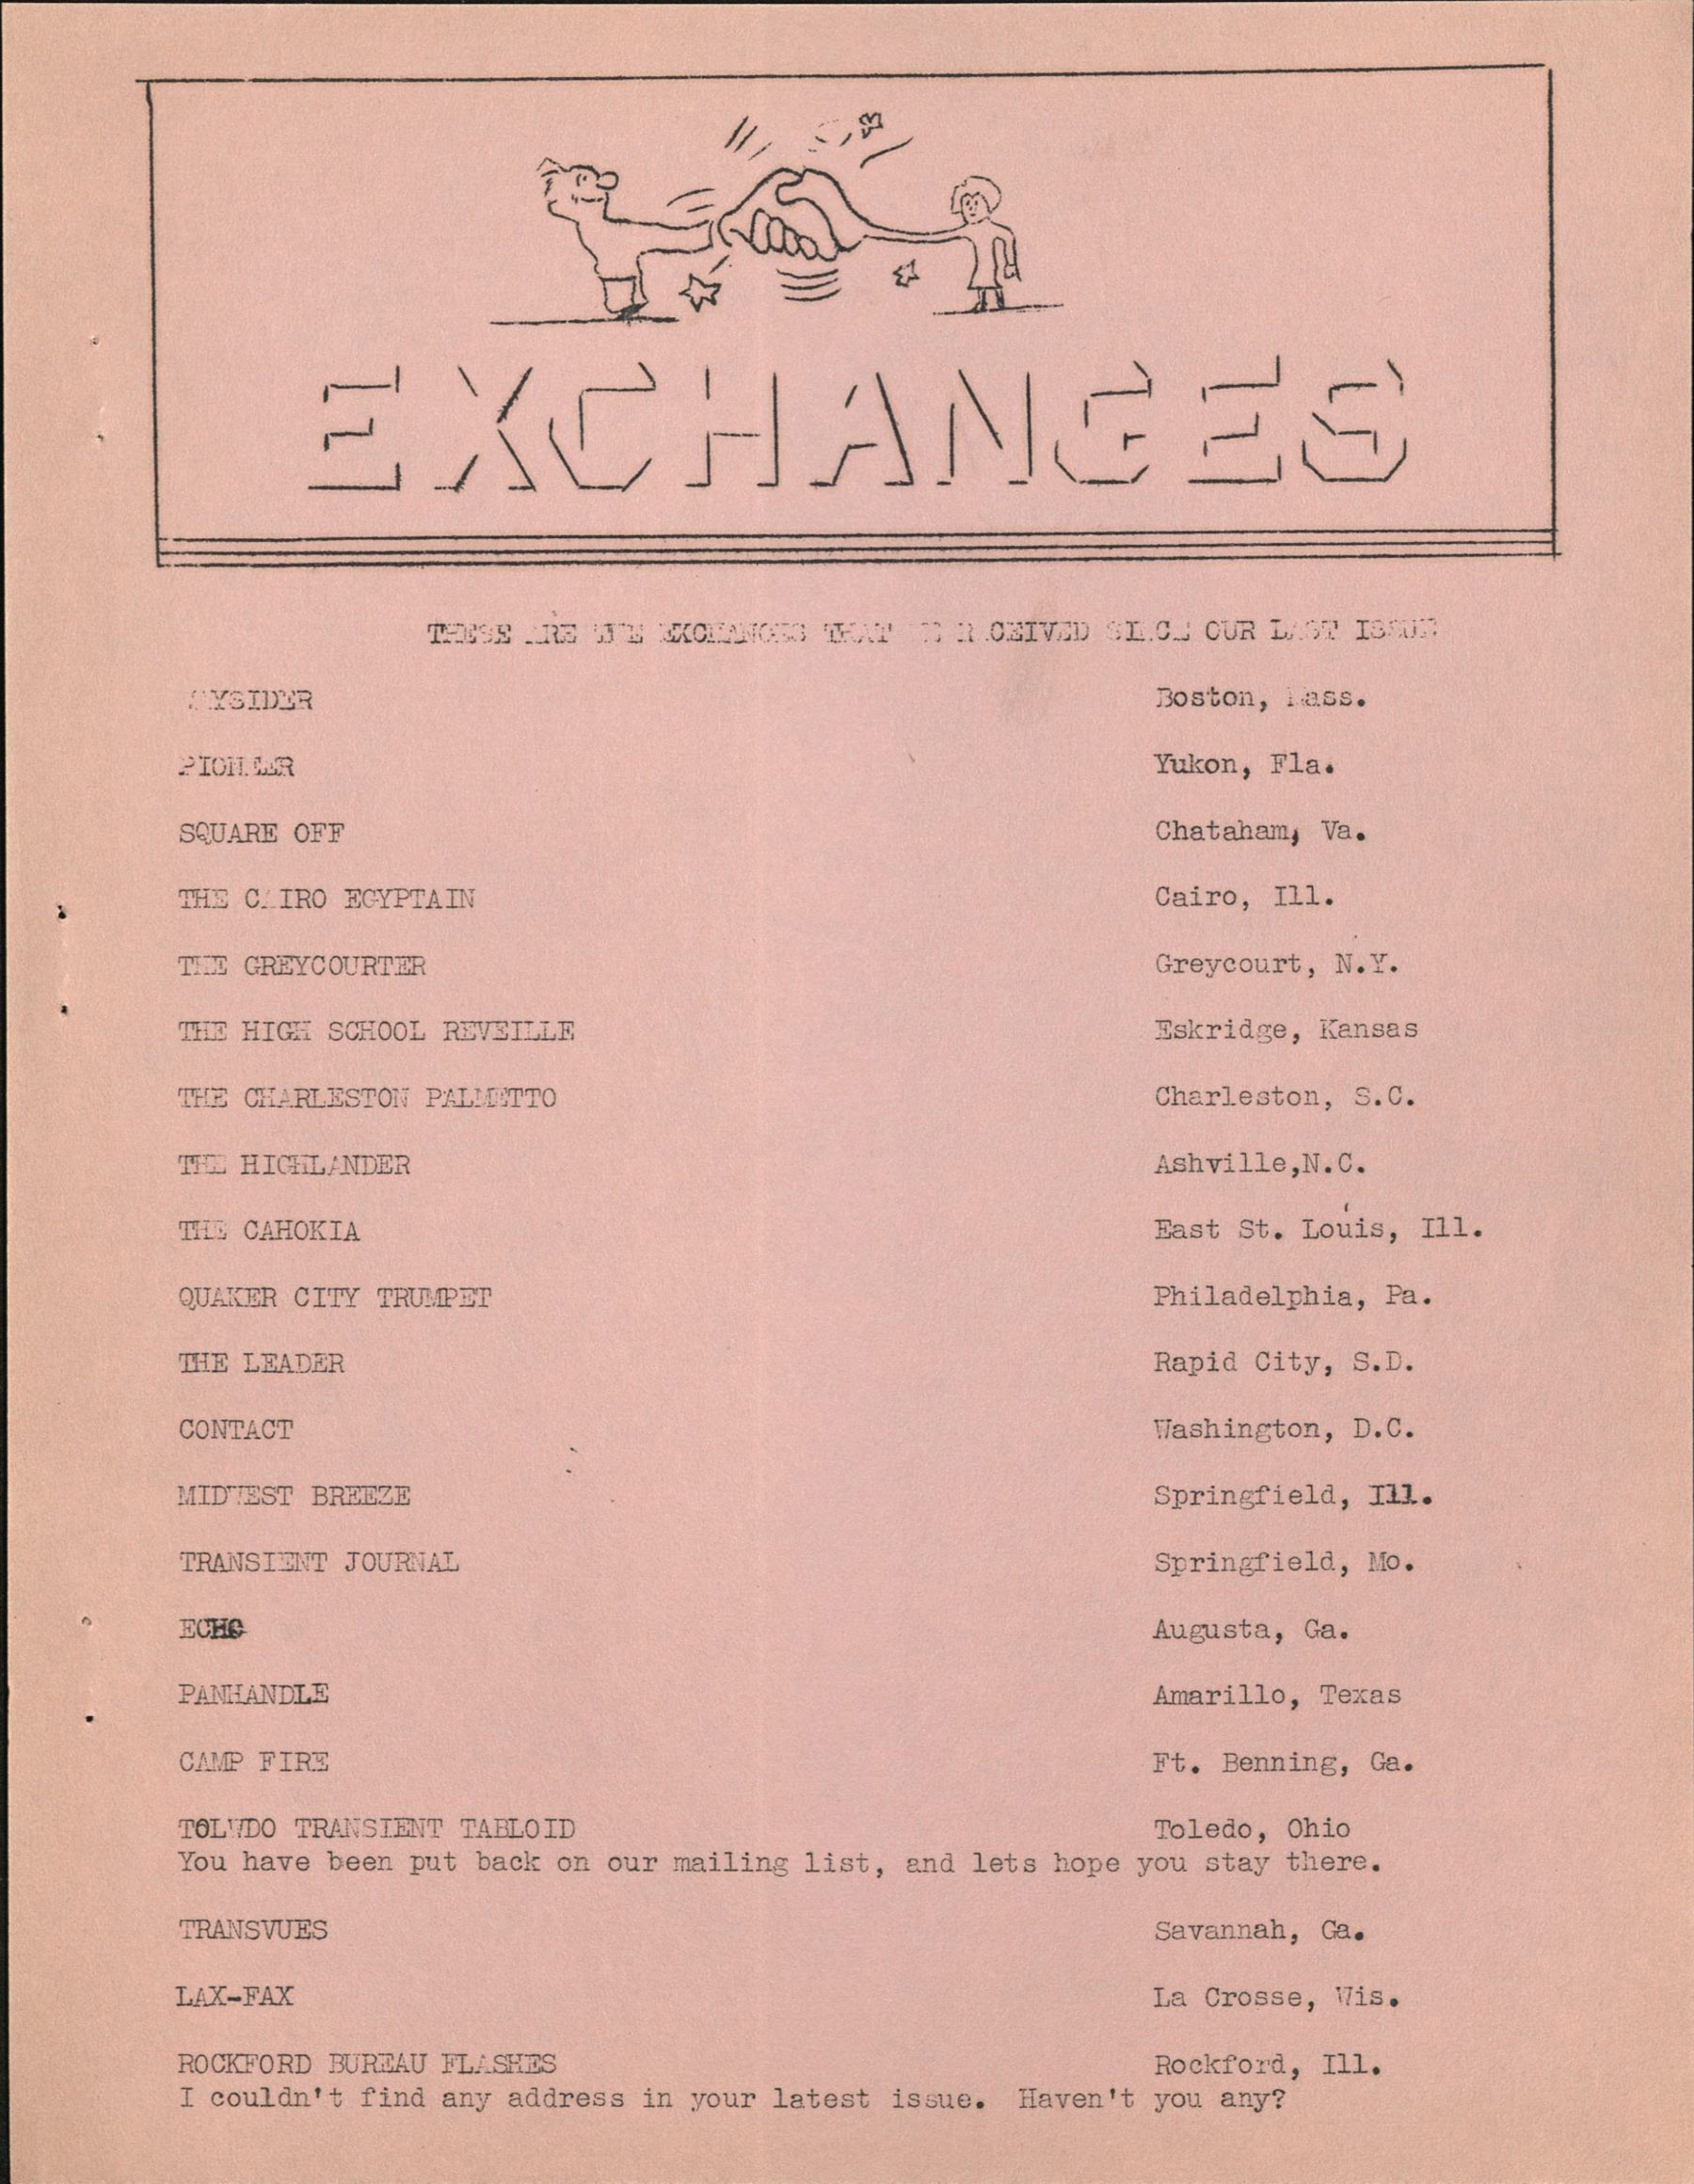 EXCHANGES
THESE ARE THE EXCHANGES THAT WE RECEIVED SINCE OUR LAST ISSUE
PIONEER Yukon, Fla.
SQUARE OFF Chataham, Va.
THE CAIRO EGYPTAIN Cairo, Ill.
THE GREYCOURTER Greycourt, N.Y.
THE HIGH SCHOOL REVEILLE Eskridge, Kansas
THE CHARLESTON PALMETTO Charleston, S.C.
THE HIGHLANDER Ashville,N.C.
THE CAHOKIA East St. Louis, Ill.
QUAKER CITY TRUMPET Philadelphia, Pa.
THE LEADER Rapid City, S.D.
CONTACT Washington, D.C.
MIDWEST BREEZE Springfield, Ill.
TRANSIENT JOURNAL Springfield, Mo.
ECHO Augusta, Ga.
PANHANDLE Amarillo, Texas
CAMP FIRE Ft. Benning, Ga.
TOLEDO TRANSIENT TABLOID Toledo, Ohio
You have been put back on our mailing list, and lets hope you stay there.
TRANSVUES Savannah, Ga.
LAX-FAX La Crosse, Wis.
ROCKFORD BUREAU FLASHES Rockford, Ill.
I couldn't find any address in your latest issue. Haven't you any?
Boston, Mass.